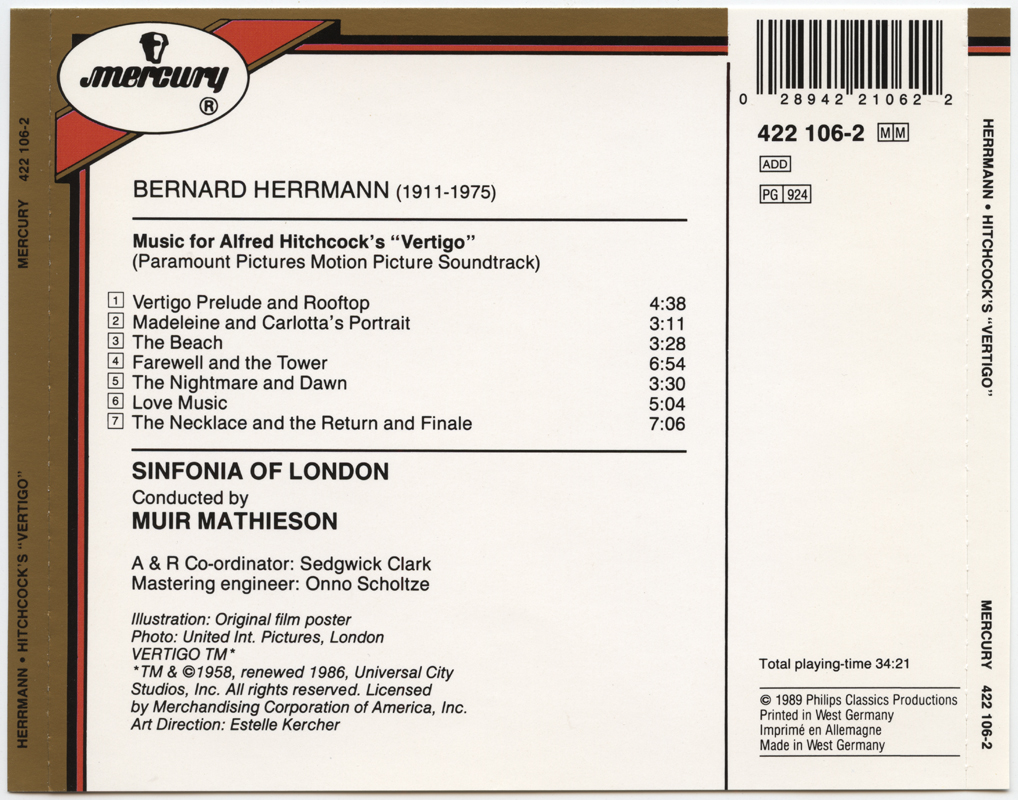 mercury
®
0 28942 21062 2
422 106-2 MM
ADD
PG 924
BERNARD HERRMANN (1911-1975)
Music for Alfred Hitchcock's “Vertigo”
(Paramount Pictures Motion Picture Soundtrack)
1 Vertigo Prelude and Rooftop 4:38
2 Madeleine and Carlotta's Portrait 3:11
3 The Beach 3:28
4 Farewell and the Tower 6:54
5 The Nightmare and Dawn 3:30
6 Love Music 5:04
7 The Necklace and the Return and Finale 7:06
SINFONIA OF LONDON
Conducted by
MUIR MATHIESON
A & R Co-ordinator: Sedgwick Clark
Mastering engineer: Onno Scholtze
Illustration: Original film poster
Photo: United Int. Pictures, London
VERTIGO TM*
*TM & ©1958, renewed 1986, Universal City
Studios, Inc. All rights reserved. Licensed
by Merchandising Corporation of America, Inc.
Art Direction: Estelle Kercher
Total playing-time 34:21
© 1989 Philips Classics Productions
Printed in West Germany
Imprimé en Allemagne
Made in West Germany
HERRMANN • HITCHCOCK'S “VERTIGO” MERCURY 422 106-2
HERRMANN • HITCHCOCK'S “VERTIGO” MERCURY 422 106-2